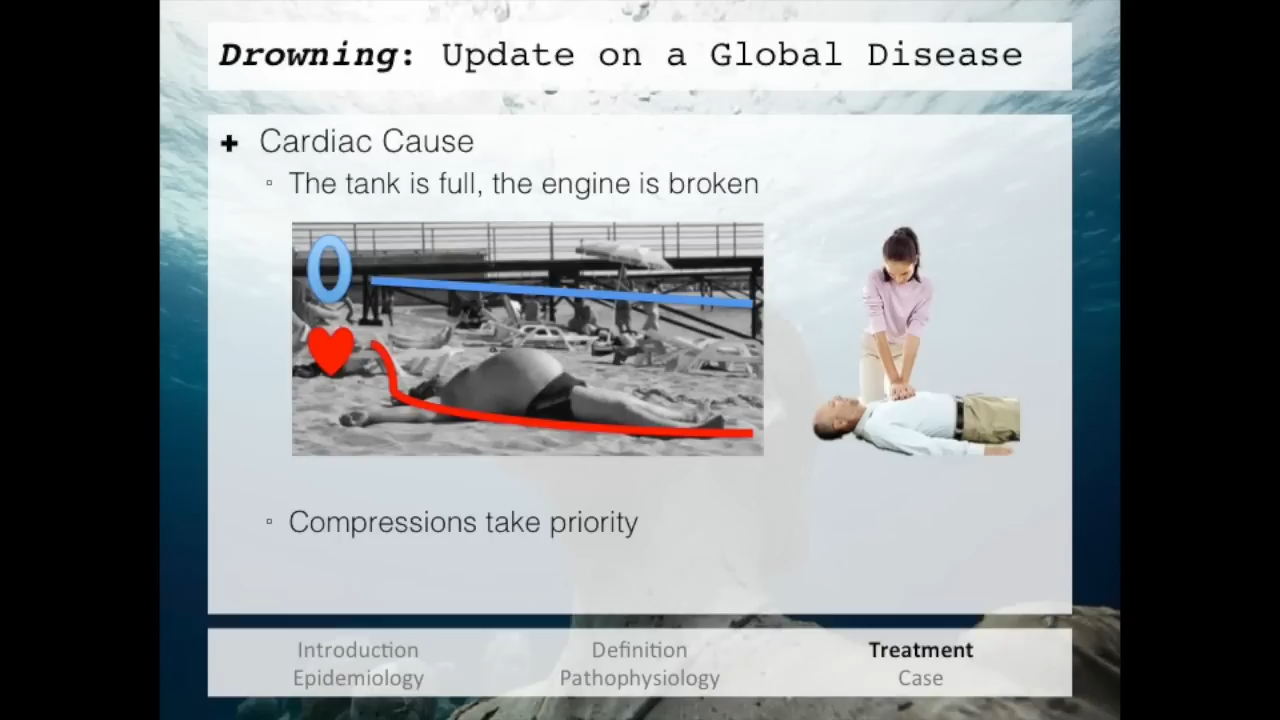 Drowning: Update on a Global Disease
Cardiac Cause
The tank is full, the engine is broken
O
Compressions take priority
Introduction
Epidemiology
Definition
Pathophysiology
Treatment
Case